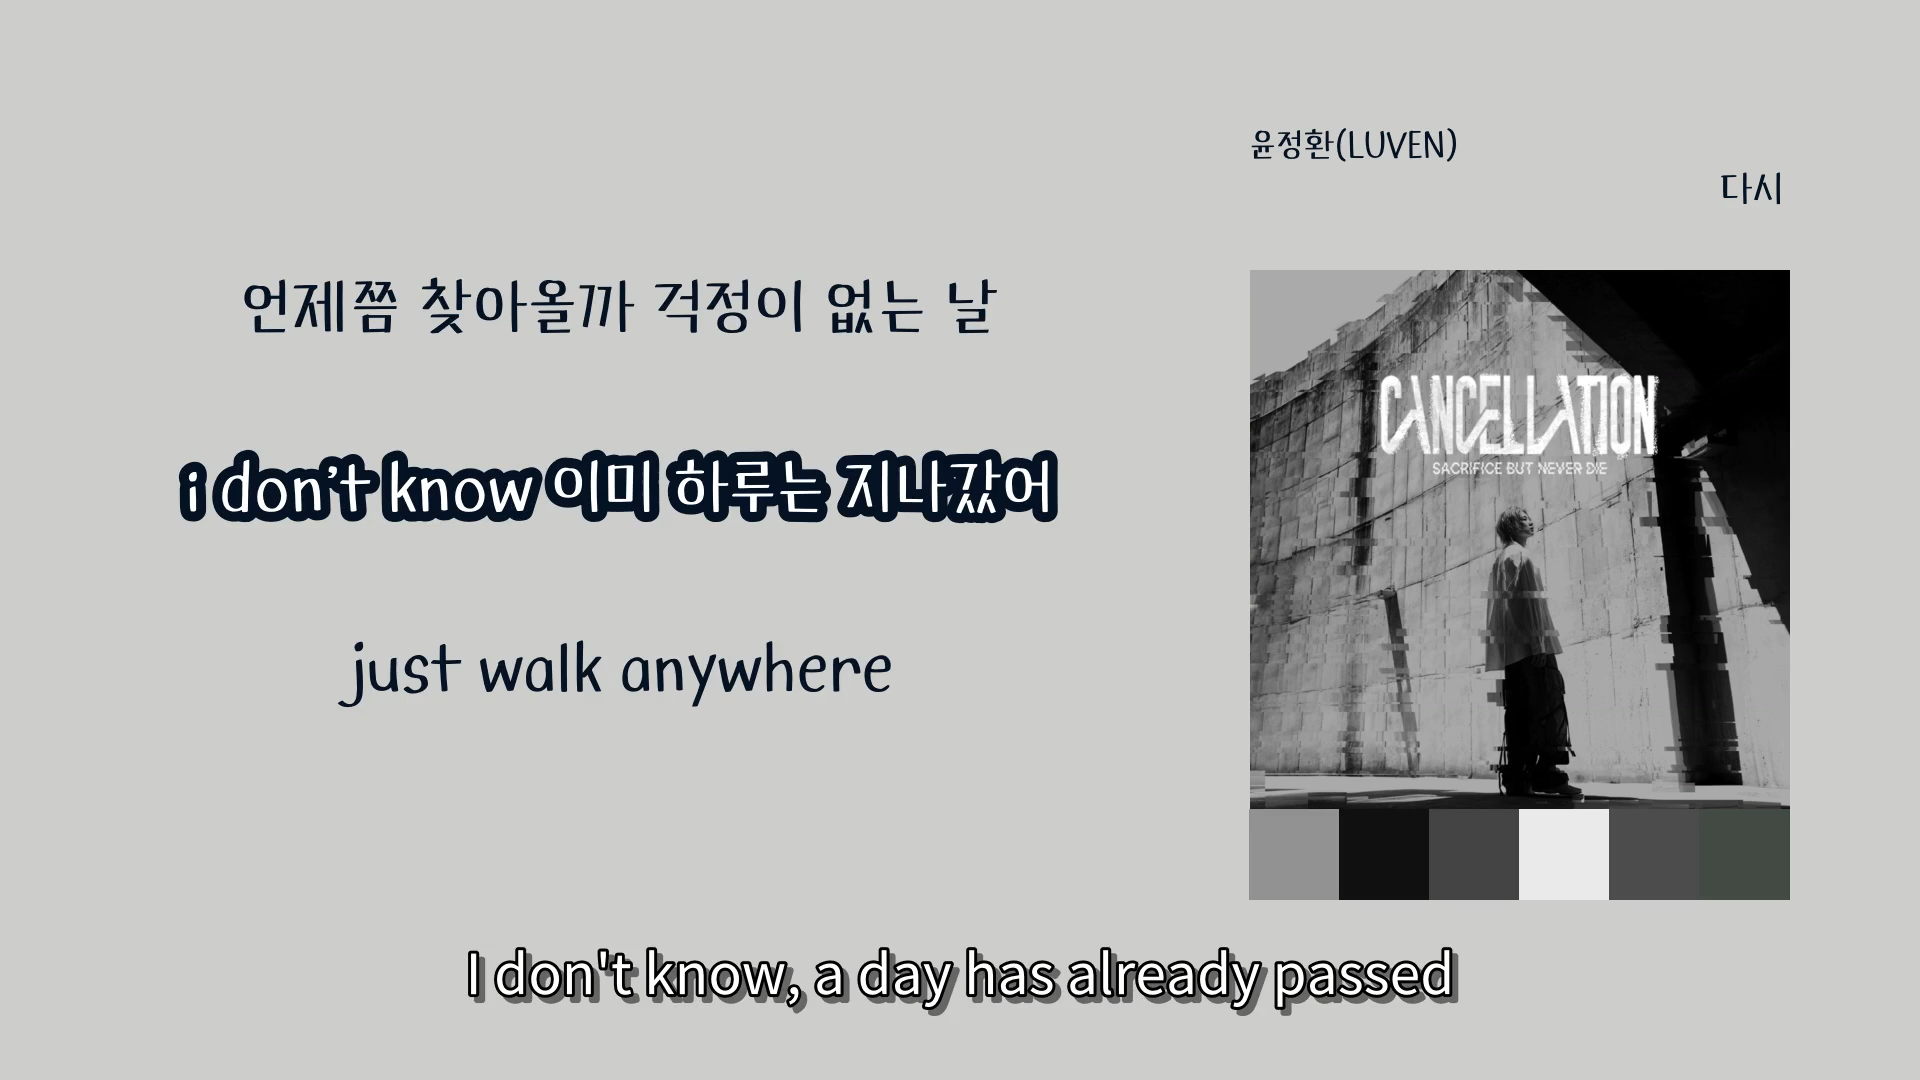 윤정환(LUVEN)
다시
언제쯤 찾아올까 걱정이 없는 날
i don’t know 이미 하루는 지나갔어
just walk anywhere
CANCELLATION
SACRIFICE BUT NEVER DIE
I don't know, a day has already passed